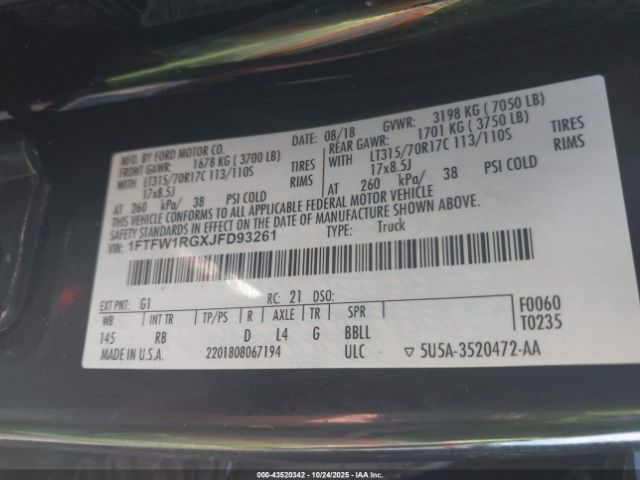 MFD. BY FORD MOTOR CO. 08/18 GVWR: 3198 KG ( 7050 LB)
FRONT GAWR: 1678 KG ( 3700 LB) REAR GAWR: 1701 KG ( 3750 LB)
WITH LT315/70R17C 113/110S TIRES WITH LT315/70R17C 113/110S TIRES
17x8.5J RIMS 17x8.5J RIMS
AT 260 kPa/ 38 PSI COLD AT 260 kPa/ 38 PSI COLD
THIS VEHICLE CONFORMS TO ALL APPLICABLE FEDERAL MOTOR VEHICLE
SAFETY STANDARDS IN EFFECT ON THE DATE OF MANUFACTURE SHOWN ABOVE.
VIN: 1FTFW1RGXJFD93261 TYPE: Truck
EXT PNT: G1 RC: 21 DSO: F0060
WB INT TR TP/PS R AXLE TR SPR T0235
145 RB D L4 G BBLL
MADE IN U.S.A. 2201808067194 ULC ▽ 5U5A-3520472-AA
000-43520342 - 10/24/2025 - IAA Inc.